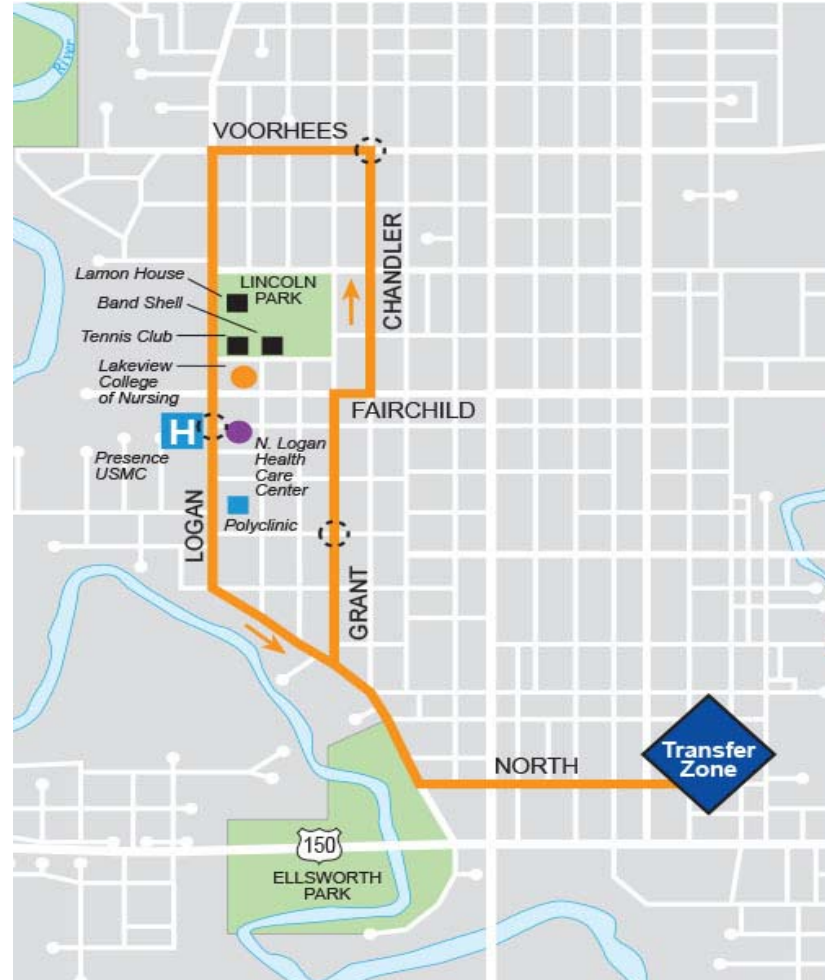 River
VOORHEES
CHANDLER
Lamon House
LINCOLN
PARK
Band Shell
Tennis Club
Lakeview
College
of Nursing
FAIRCHILD
H
Presence
USMC
N. Logan
Health
Care
Center
Polyclinic
LOGAN
GRANT
Transfer
Zone
NORTH
150
ELLSWORTH
PARK